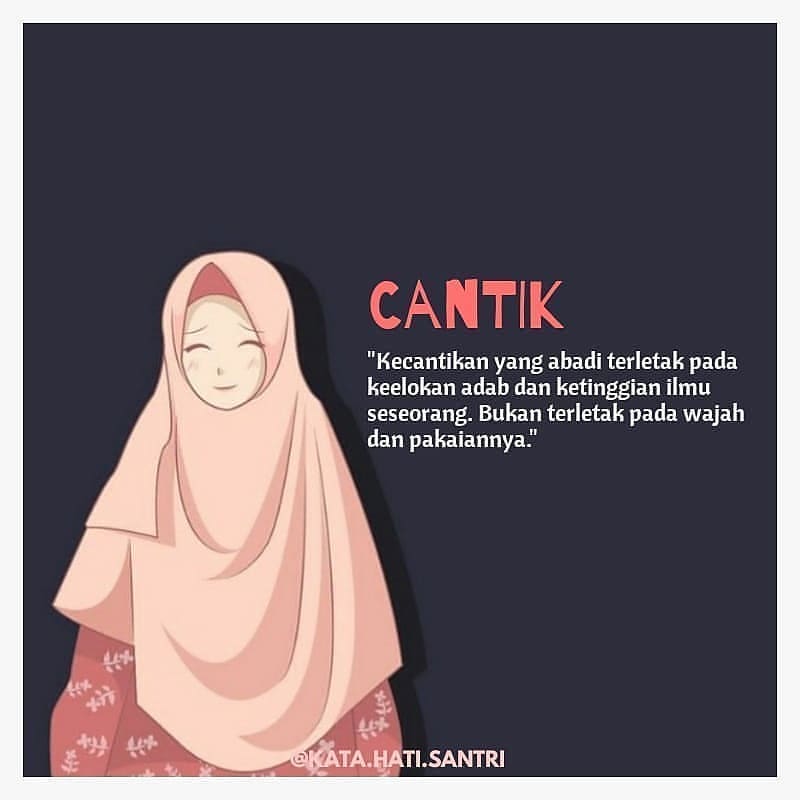 CANTIK
"Kecantikan yang abadi terletak pada
keelokan adab dan ketinggian ilmu
seseorang. Bukan terletak pada wajah
dan pakaiannya."
@KATA.HATI.SANTRI